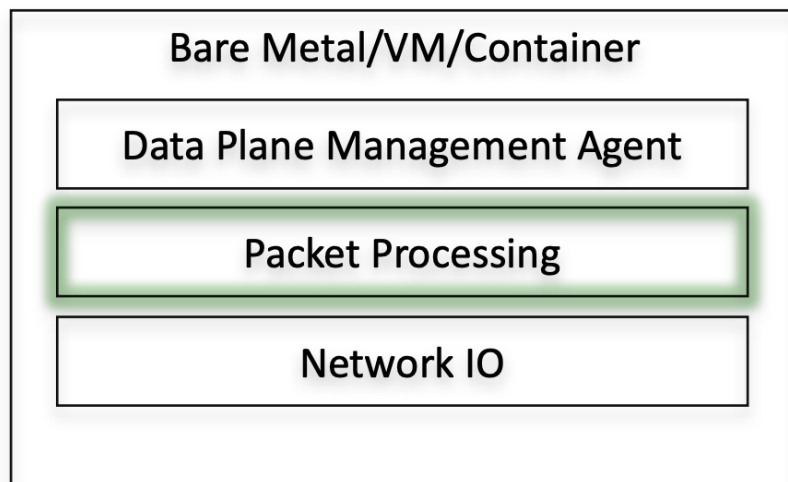 Bare Metal/VM/Container
Data Plane Management Agent
Packet Processing
Network IO